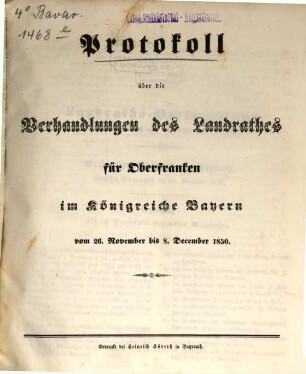 4° Bavar.
1468 e
Protokoll
über die
Verhandlungen des Landrathes
für Oberfranken
im Königreiche Bayern
vom 26. November bis 8. December 1850.
Gedruckt bei Heinrich Höreth in Bayreuth.